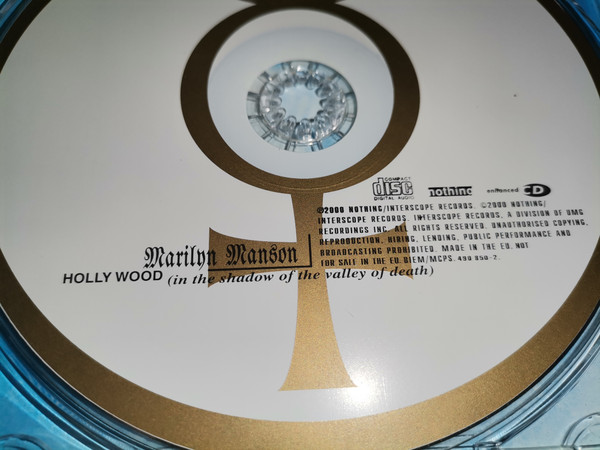 COMPACT
disc
DIGITAL AUDIO
nothing
enhanced CD
℗2000 NOTHING/INTERSCOPE RECORDS. ©2000 NOTHING/
INTERSCOPE RECORDS. INTERSCOPE RECORDS, A DIVISION OF UMG
RECORDINGS INC. ALL RIGHTS RESERVED. UNAUTHORISED COPYING,
REPRODUCTION, HIRING, LENDING, PUBLIC PERFORMANCE AND
BROADCASTING PROHIBITED. MADE IN THE EU. NOT
FOR SALE IN THE EU. BIEM/MCPS. 490 859-2.
Marilyn Manson
HOLLY WOOD (in the shadow of the valley of death)